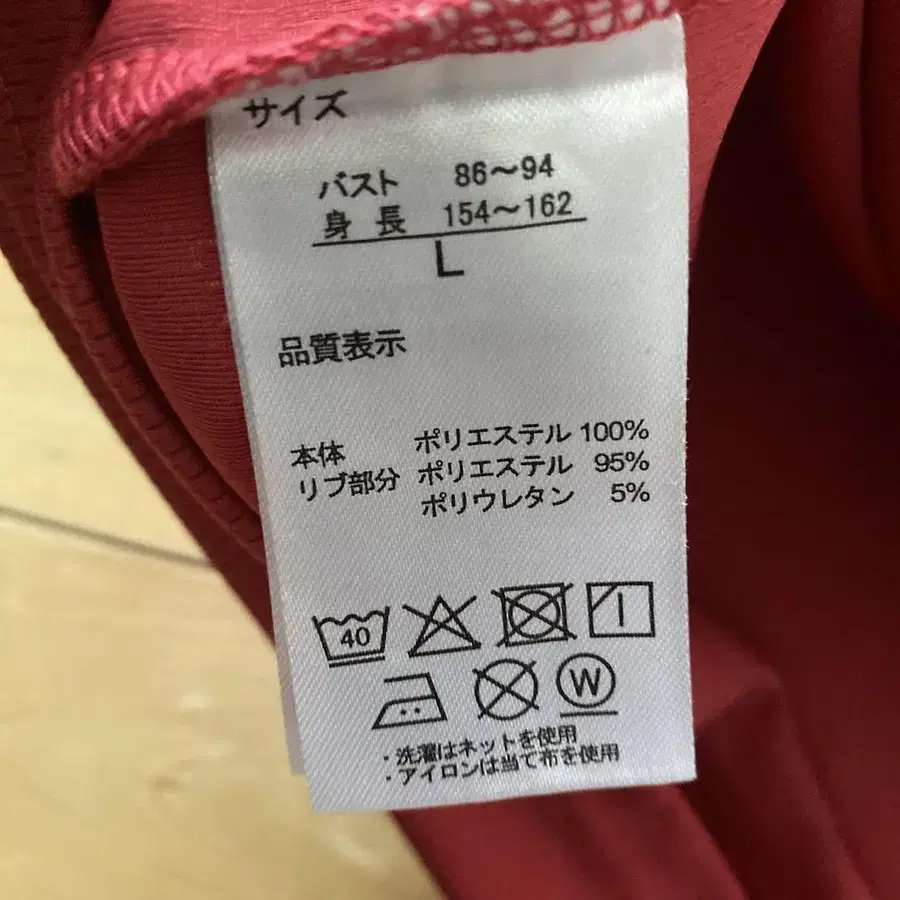 サイズ
バスト 86〜94
身長 154〜162
L
品質表示
本体 ポリエステル 100%
リブ部分 ポリエステル 95%
ポリウレタン 5%
40
W
・洗濯はネットを使用
・アイロンは当て布を使用